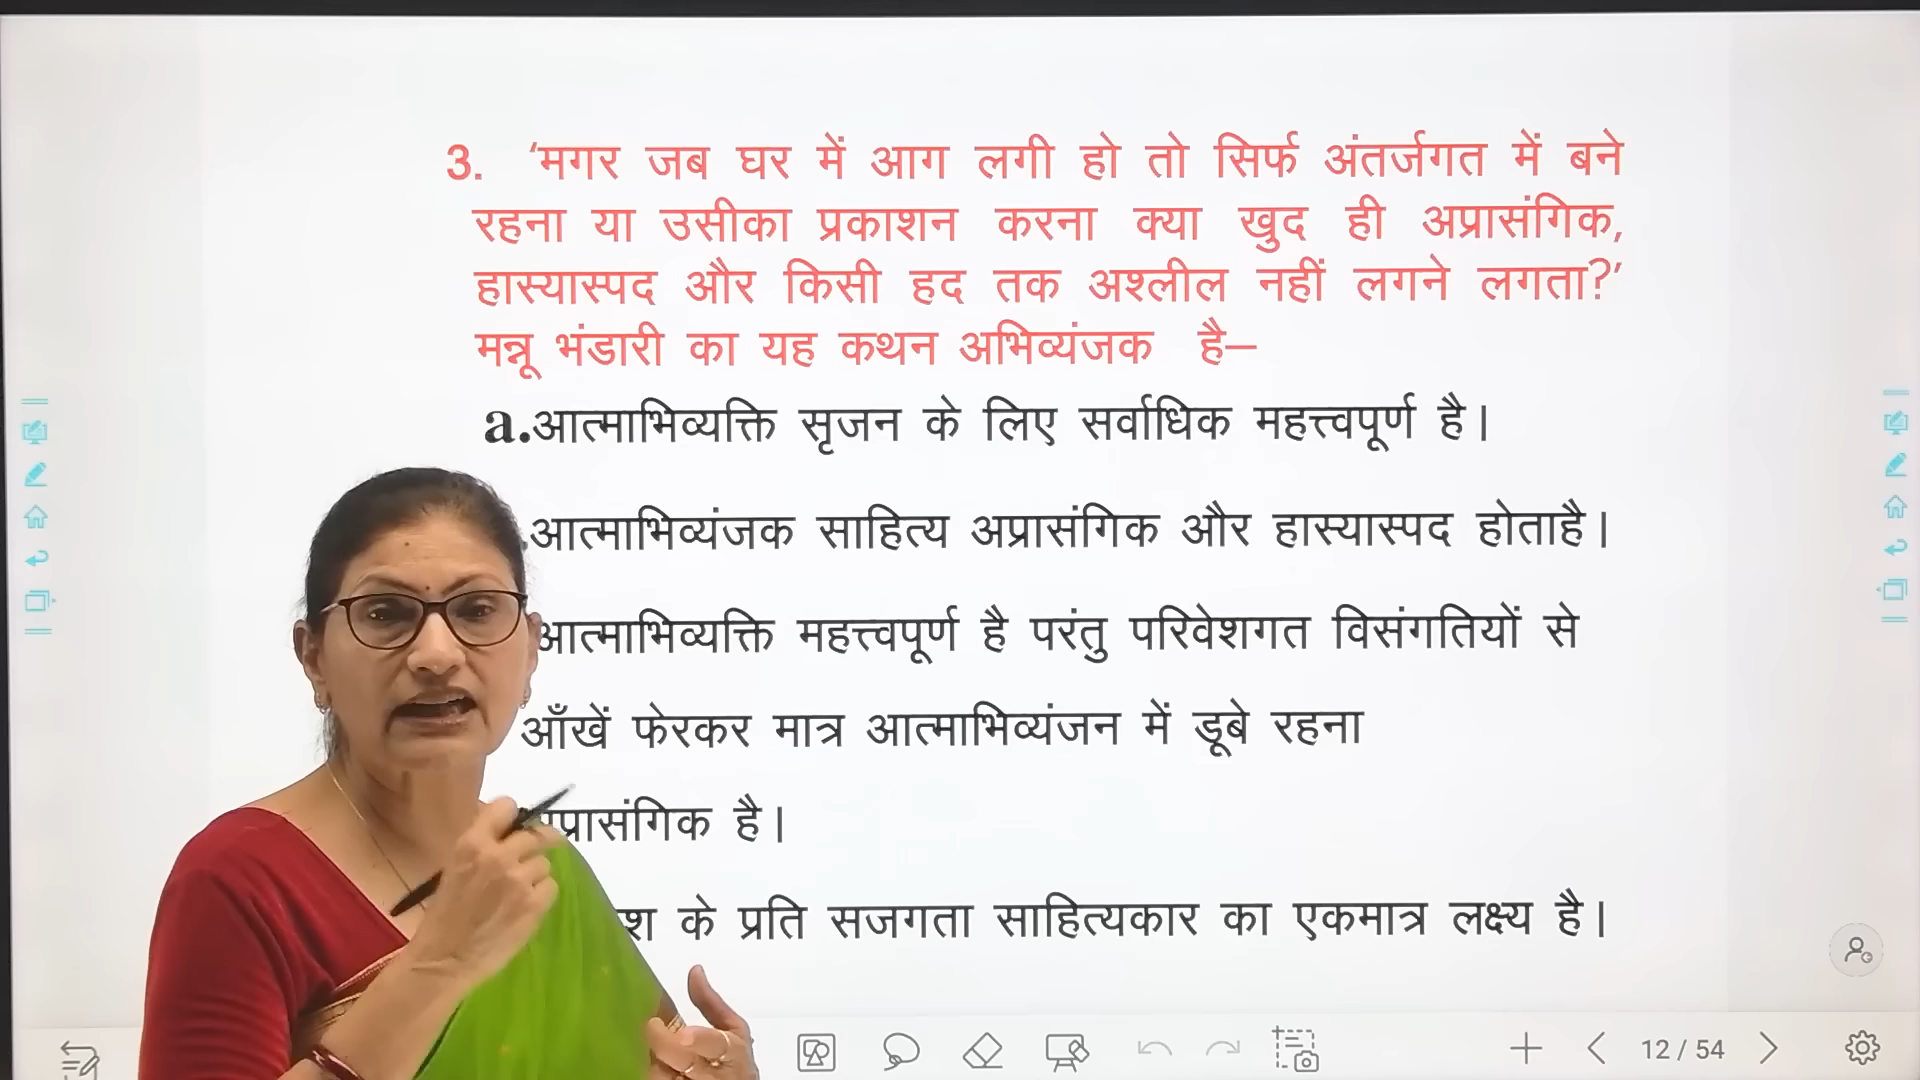 3. ‘मगर जब घर में आग लगी हो तो सिर्फ अंतर्जगत में बने
रहना या उसीका प्रकाशन करना क्या खुद ही अप्रासंगिक,
हास्यास्पद और किसी हद तक अश्लील नहीं लगने लगता?’
मन्नू भंडारी का यह कथन अभिव्यंजक है–
a.आत्माभिव्यक्ति सृजन के लिए सर्वाधिक महत्त्वपूर्ण है।
.आत्माभिव्यंजक साहित्य अप्रासंगिक और हास्यास्पद होताहै।
आत्माभिव्यक्ति महत्त्वपूर्ण है परंतु परिवेशगत विसंगतियों से
आँखें फेरकर मात्र आत्माभिव्यंजन में डूबे रहना
है।
के प्रति सजगता साहित्यकार का एकमात्र लक्ष्य है।
12 / 54